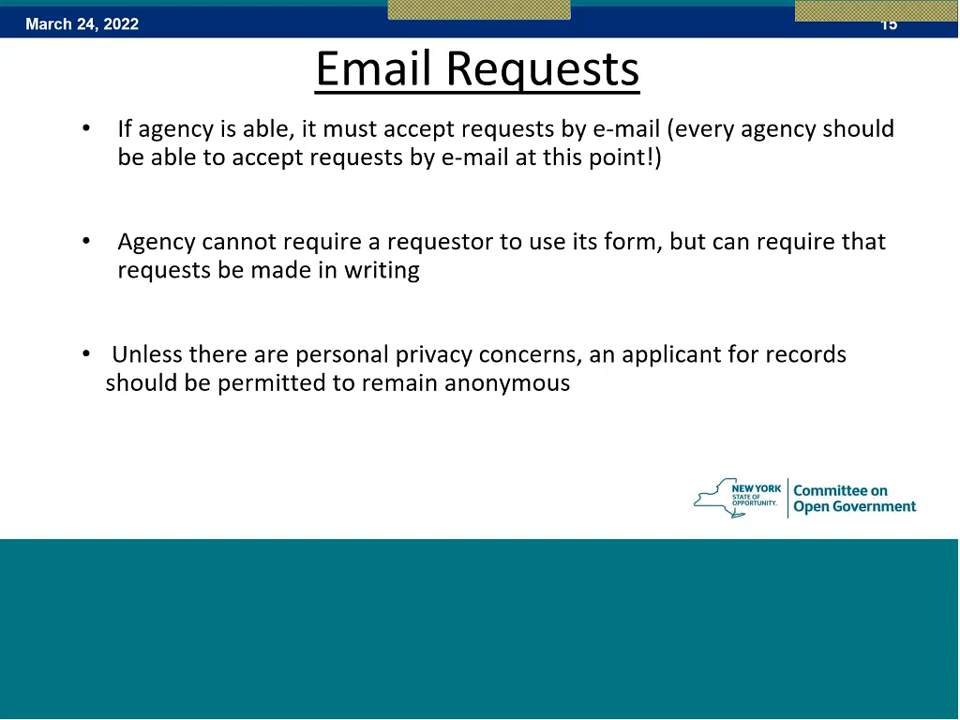 March 24, 2022
15
Email Requests
• If agency is able, it must accept requests by e-mail (every agency should
be able to accept requests by e-mail at this point!)
• Agency cannot require a requestor to use its form, but can require that
requests be made in writing
• Unless there are personal privacy concerns, an applicant for records
should be permitted to remain anonymous
NEW YORK
STATE OF
OPPORTUNITY.
Committee on
Open Government